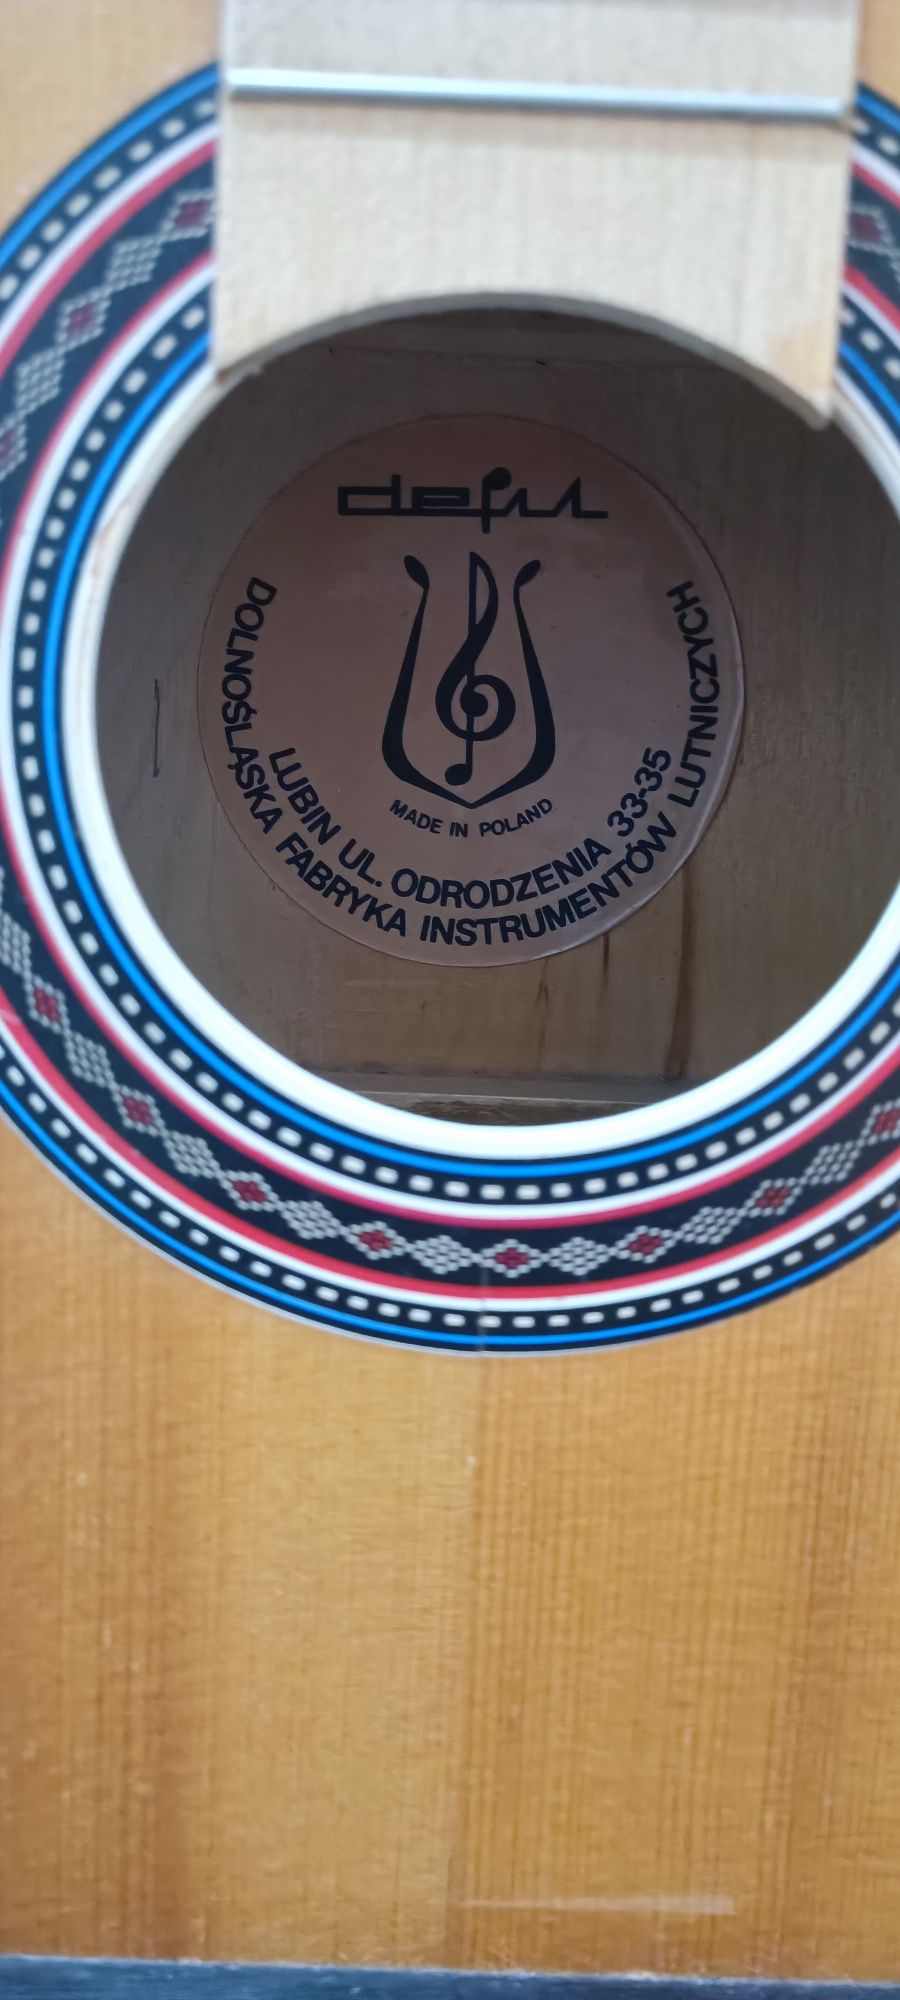 defil
MADE IN POLAND
LUBIN UL. ODRODZENIA 33-35
DOLNOŚLĄSKA FABRYKA INSTRUMENTÓW LUTNICZYCH